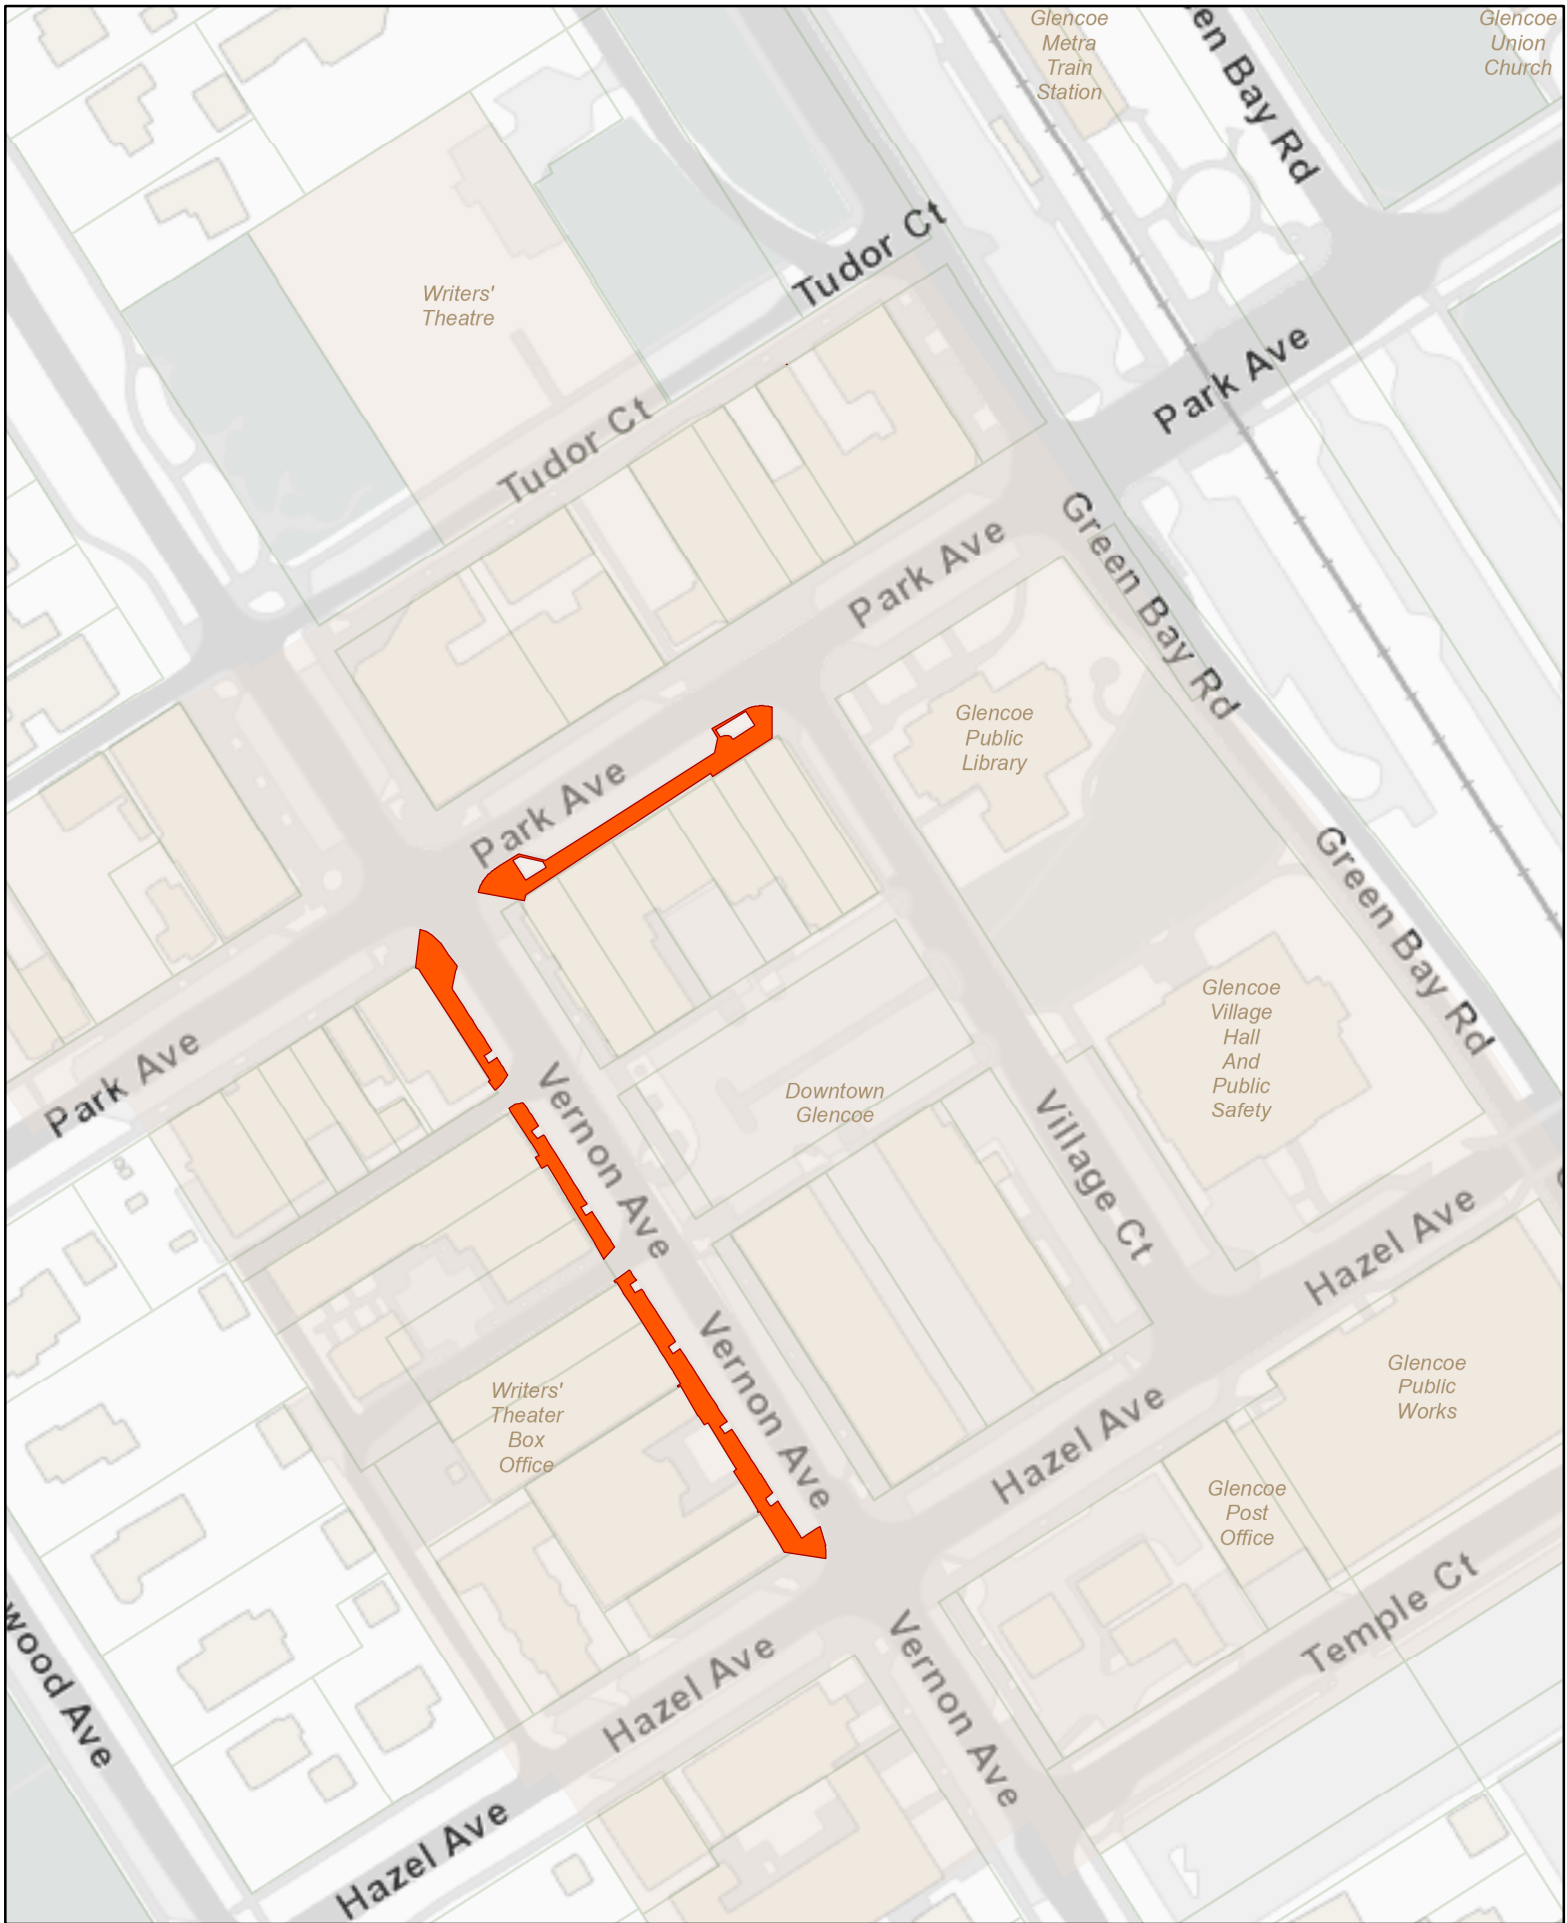 Glencoe
Metra
Train
Station
Glencoe
Union
Church
en Bay Rd
Tudor Ct
Writers'
Theatre
Park Ave
Tudor Ct
Park Ave
Green Bay Rd
Glencoe
Public
Library
Park Ave
Green Bay Rd
Glencoe
Village
Hall
And
Public
Safety
Park Ave
Vernon Ave
Downtown
Glencoe
Village Ct
Hazel Ave
Vernon Ave
Glencoe
Public
Works
Writers'
Theater
Box
Office
Hazel Ave
Glencoe
Post
Office
Temple Ct
wood Ave
Hazel Ave
Vernon Ave
Hazel Ave